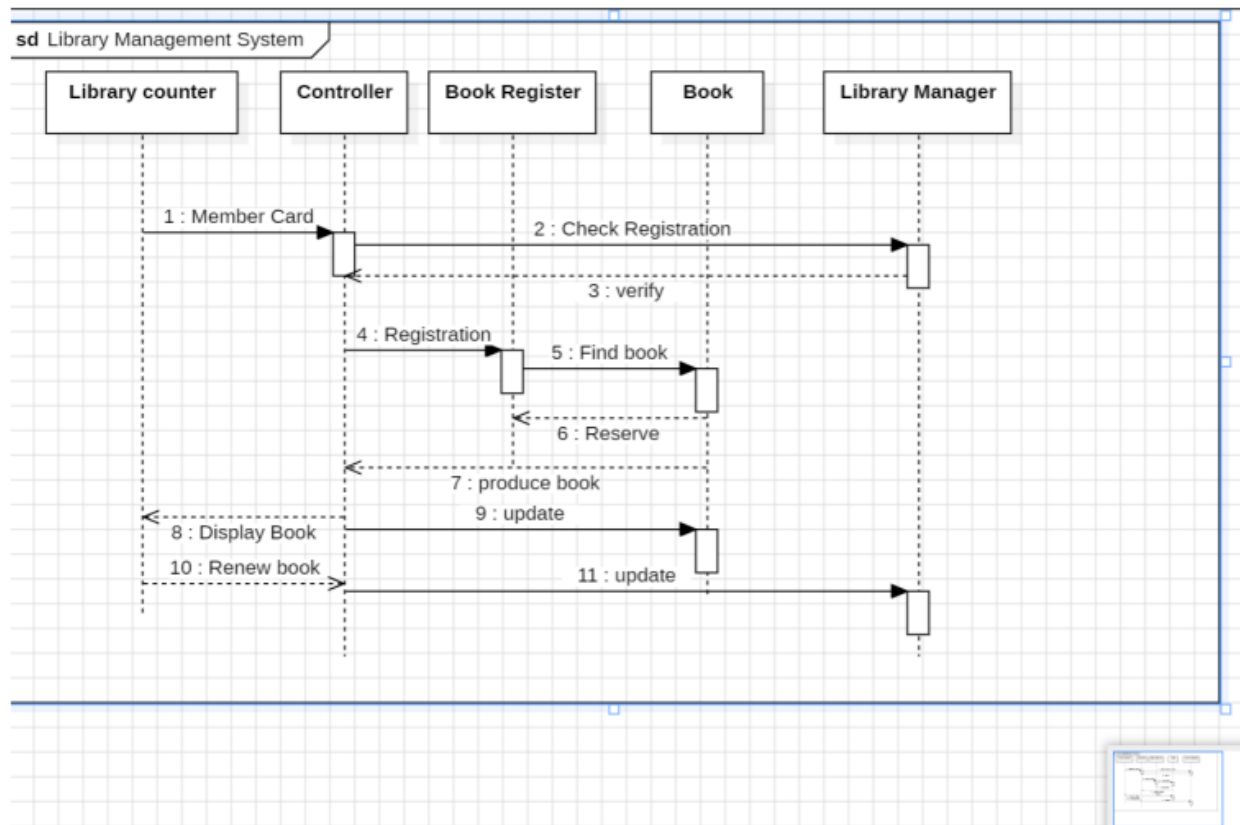 sd Library Management System
Library counter
Controller
Book Register
Book
Library Manager
1 : Member Card
2 : Check Registration
3 : verify
4 : Registration
5 : Find book
6 : Reserve
7 : produce book
8 : Display Book
9 : update
10 : Renew book
11 : update